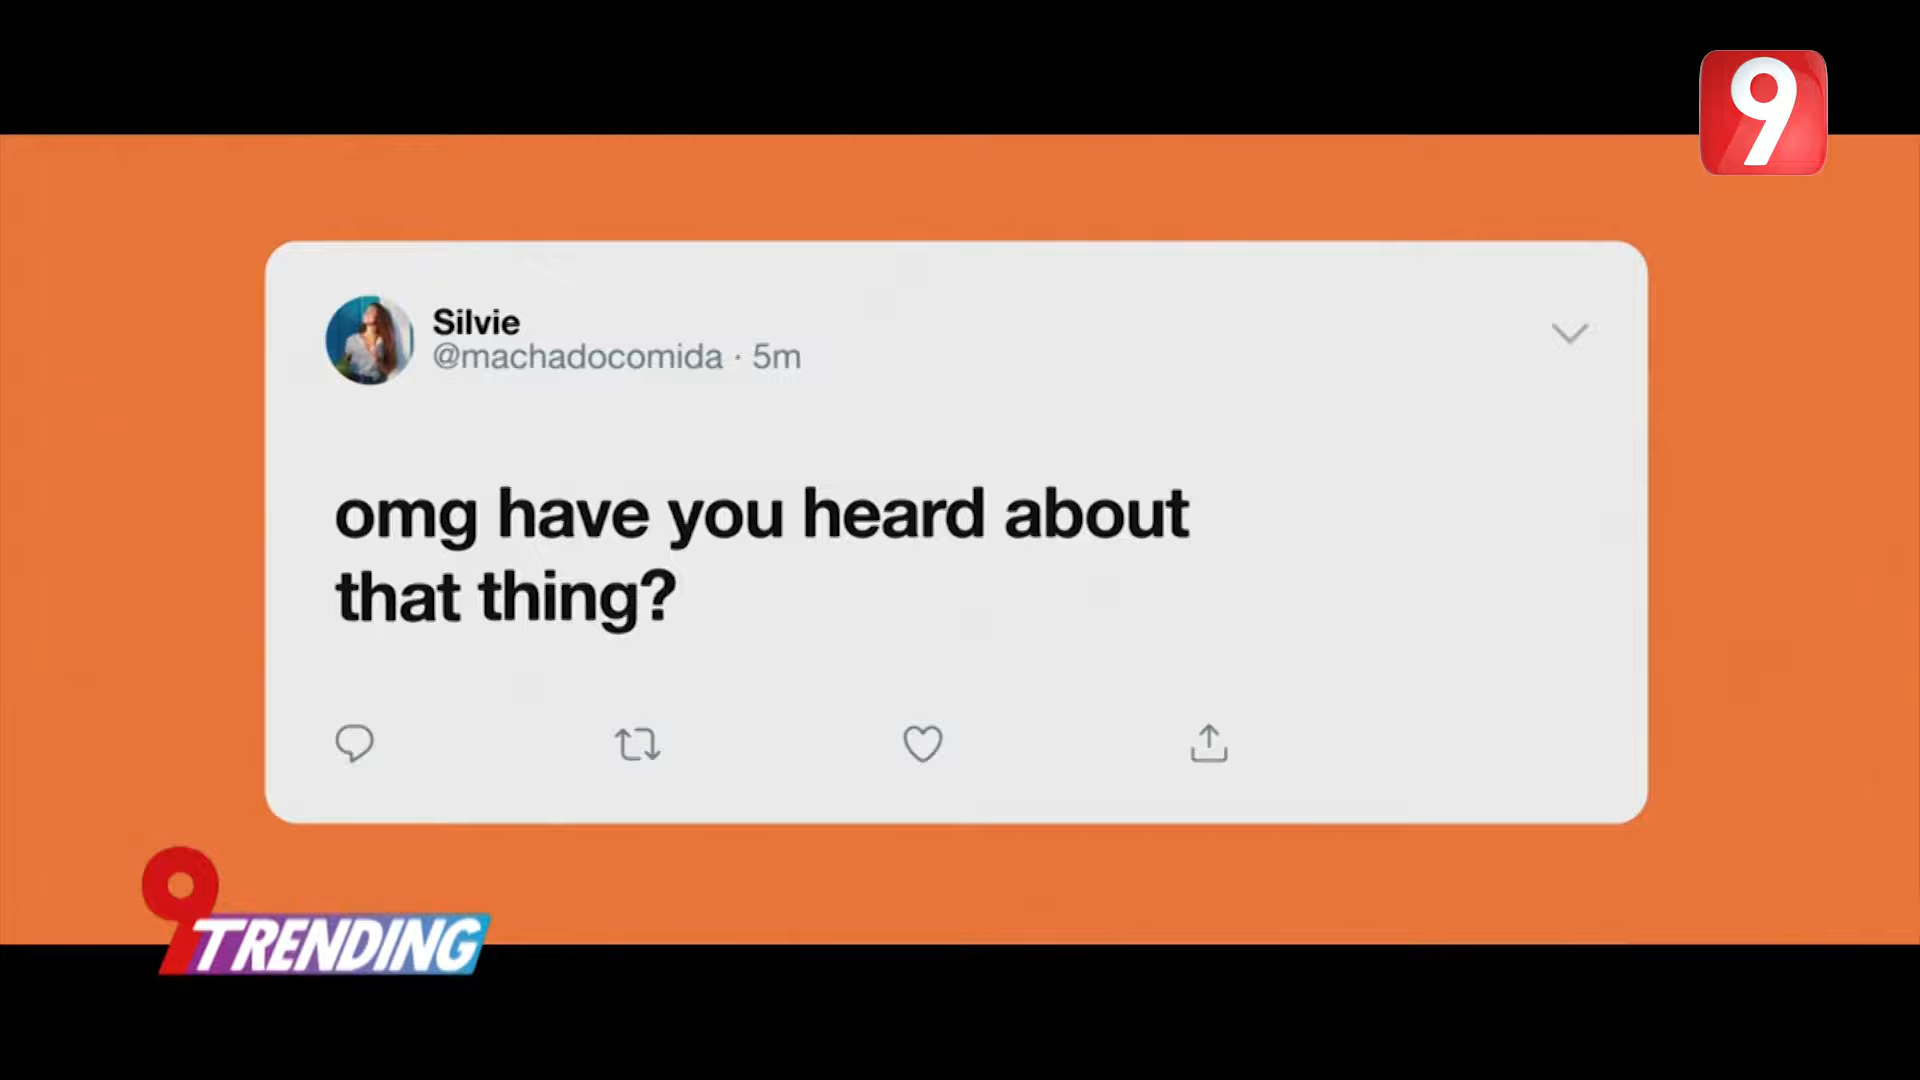 9
Silvie
@machadocomida · 5m
omg have you heard about
that thing?
9 TRENDING